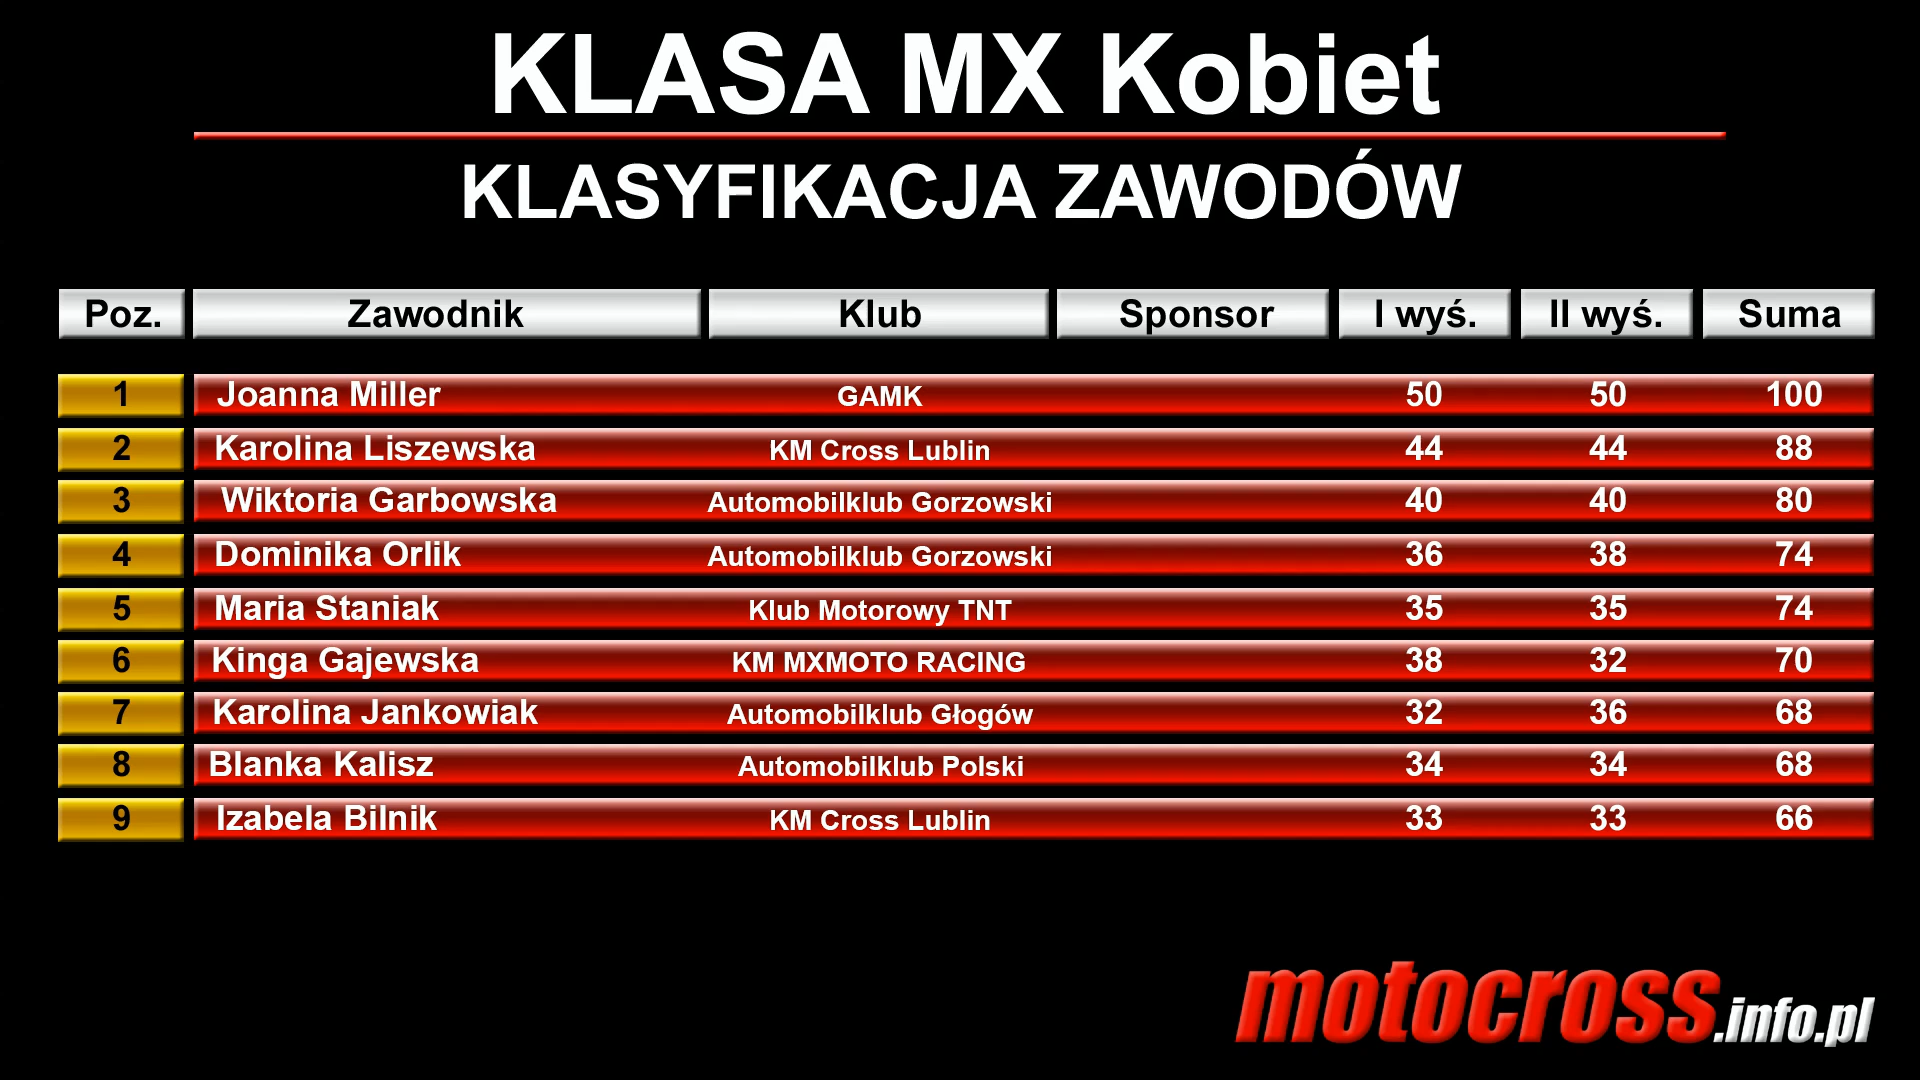 KLASA MX Kobiet
KLASYFIKACJA ZAWODÓW
Poz. Zawodnik Klub Sponsor I wyś. II wyś. Suma
1 Joanna Miller GAMK 50 50 100
2 Karolina Liszewska KM Cross Lublin 44 44 88
3 Wiktoria Garbowska Automobilklub Gorzowski 40 40 80
4 Dominika Orlik Automobilklub Gorzowski 36 38 74
5 Maria Staniak Klub Motorowy TNT 35 35 74
6 Kinga Gajewska KM MXMOTO RACING 38 32 70
7 Karolina Jankowiak Automobilklub Głogów 32 36 68
8 Blanka Kalisz Automobilklub Polski 34 34 68
9 Izabela Bilnik KM Cross Lublin 33 33 66
motocross.info.pl